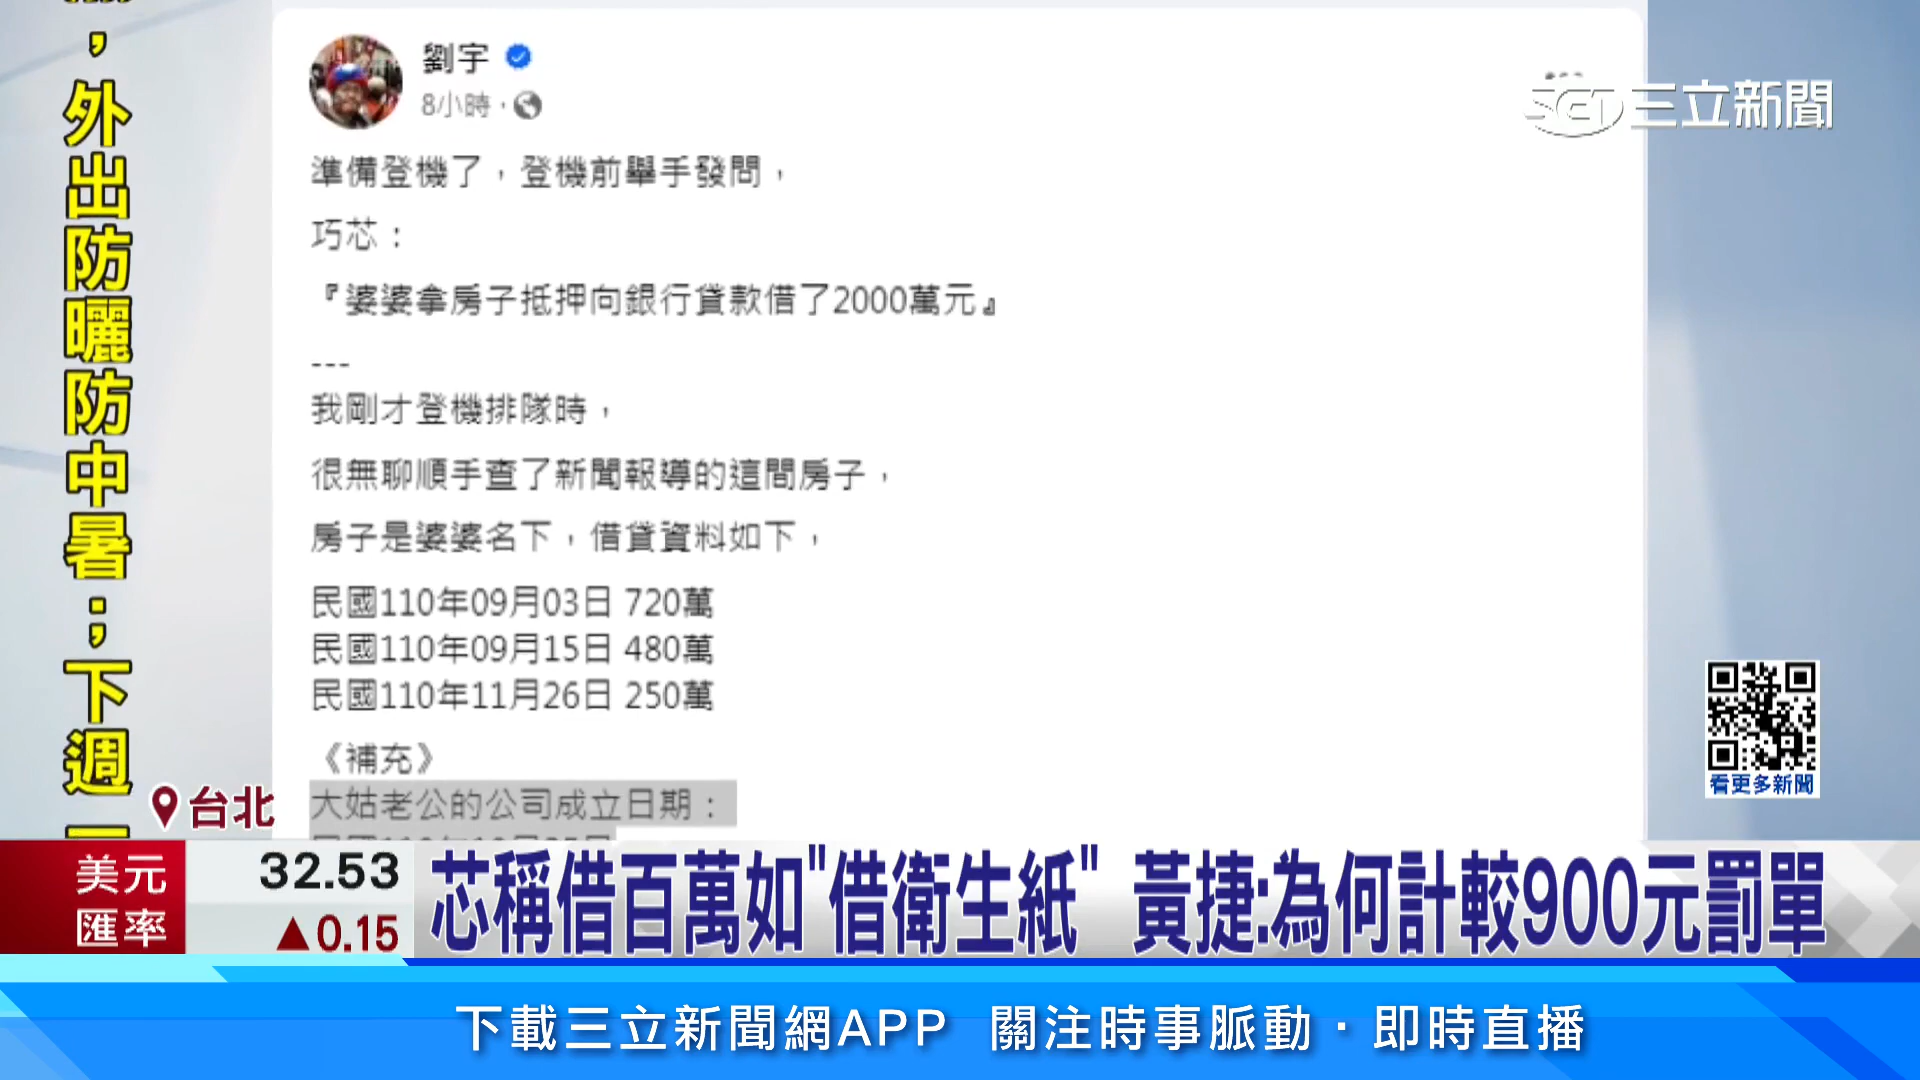 ，外出防曬防中暑；下週一
劉宇
8小時
SET三立新聞
準備登機了，登機前舉手發問，
巧芯：
『婆婆拿房子抵押向銀行貸款借了2000萬元』
---
我剛才登機排隊時，
很無聊順手查了新聞報導的這間房子，
房子是婆婆名下，借貸資料如下，
民國110年09月03日 720萬
民國110年09月15日 480萬
民國110年11月26日 250萬
《補充》
大姑老公的公司成立日期：
看更多新聞
台北
美元
匯率
32.53
▲0.15
芯稱借百萬如"借衛生紙" 黃捷:為何計較900元罰單
下載三立新聞網APP 關注時事脈動·即時直播